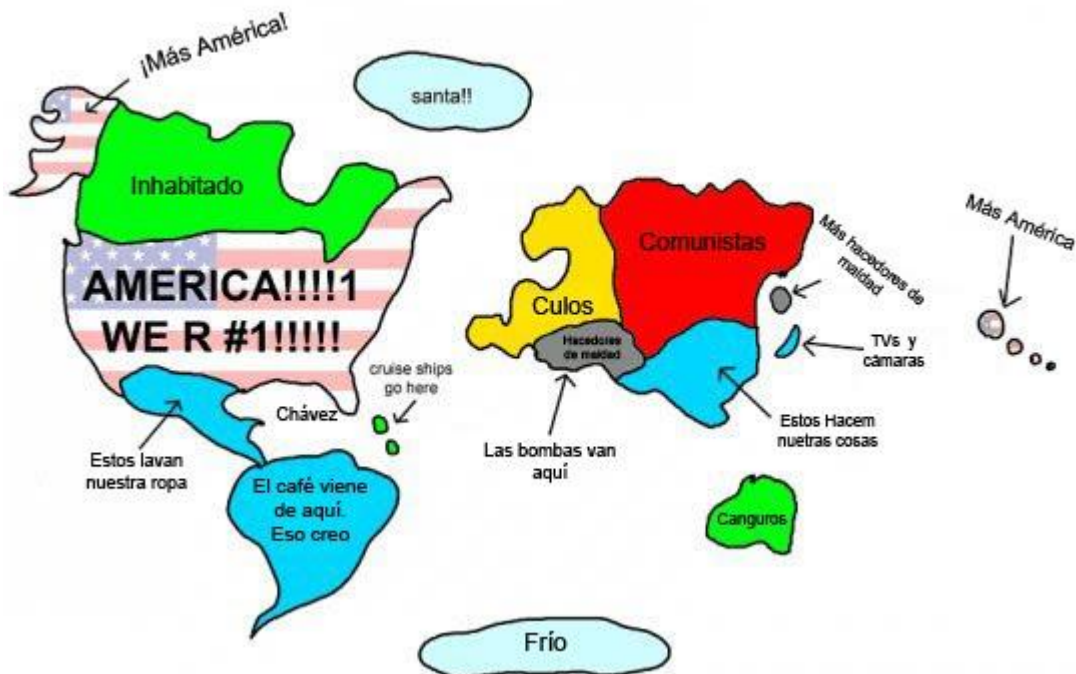 ¡Más América!
santa!!
Inhabitado
AMERICA!!!!1
WE R #1!!!!!
cruise ships
go here
Chávez
Estos lavan
nuestra ropa
El café viene
de aquí.
Eso creo
Culos
Comunistas
Hacedores
de maldad
Las bombas van
aquí
Más hacedores de
maldad
TVs y
cámaras
Estos Hacem
nuetras cosas
Más América
Canguros
Frío